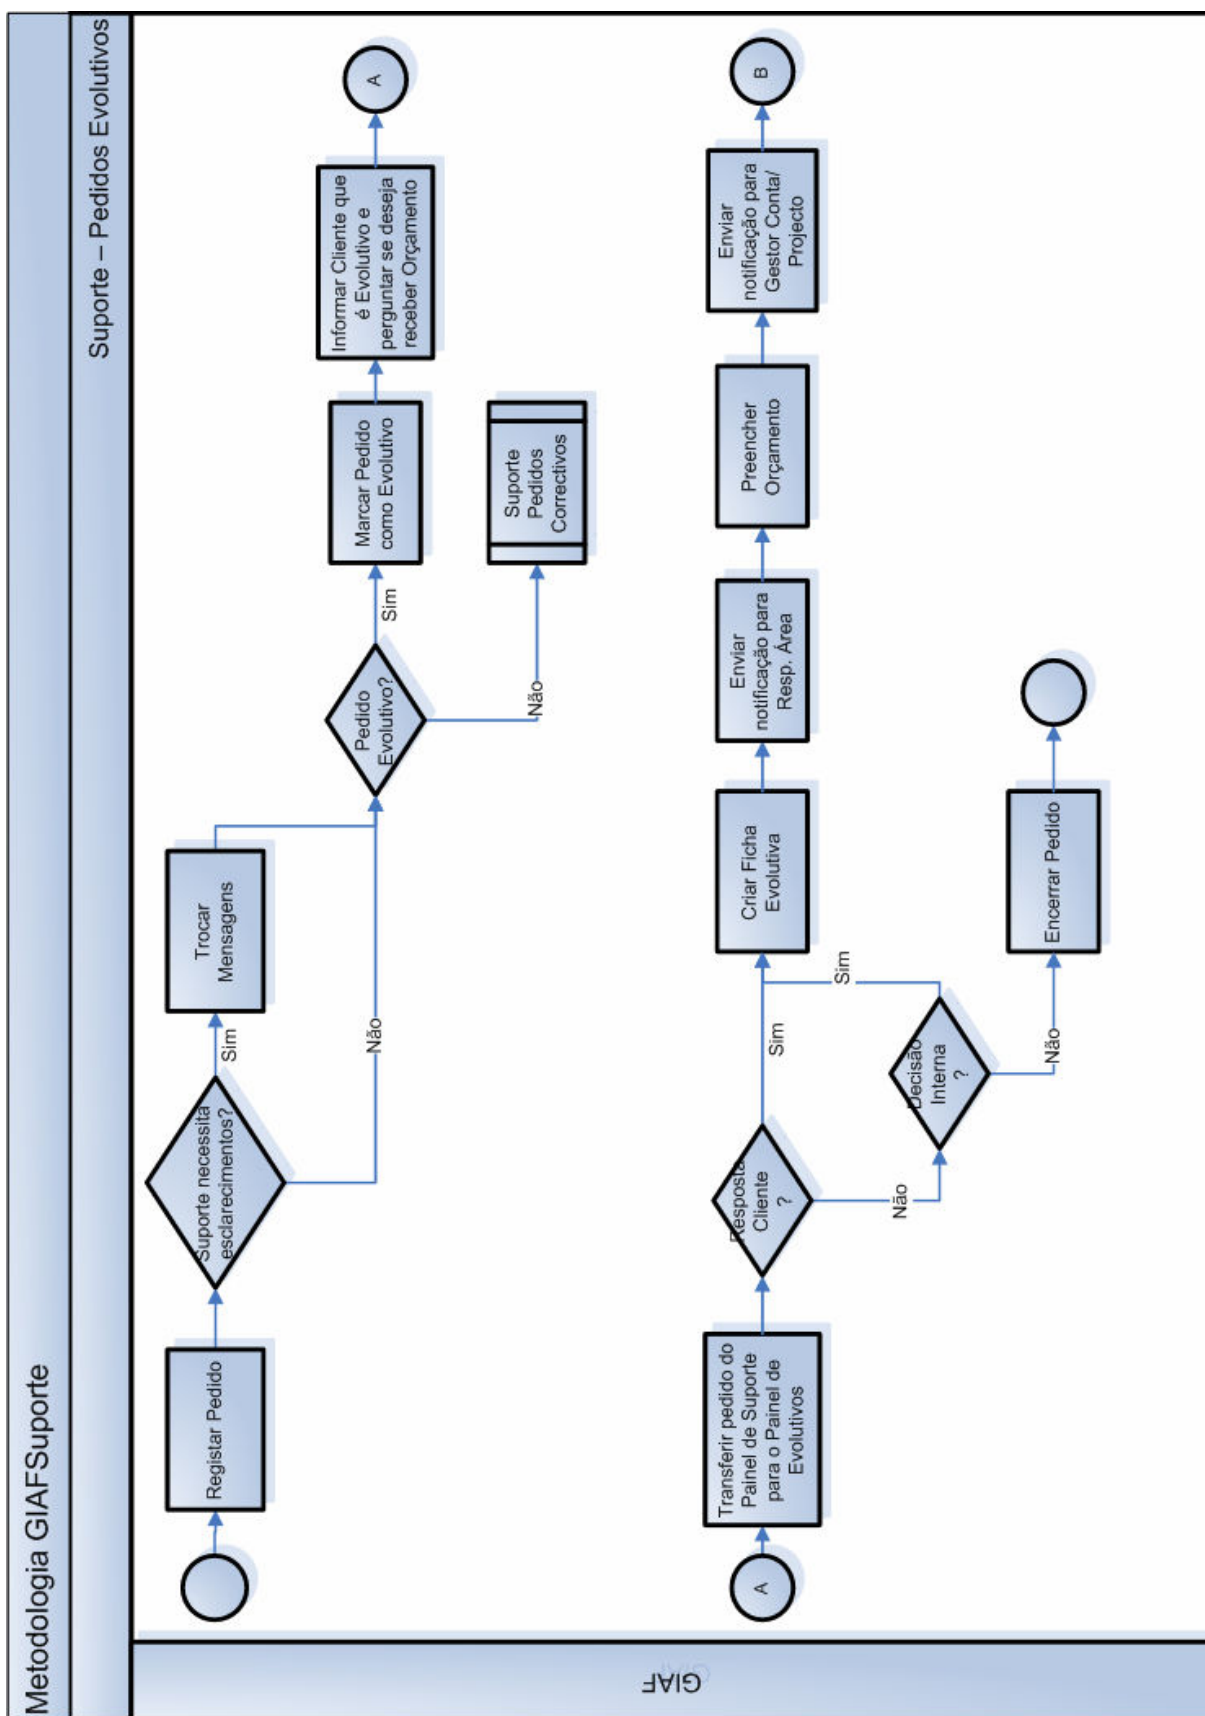 Metodologia GIAFSuporte
Suporte – Pedidos Evolutivos
GIAF
Registar Pedido
Suporte necessita
esclarecimentos?
Sim
Não
Trocar
Mensagens
Pedido
Evolutivo?
Sim
Não
Marcar Pedido
como Evolutivo
Suporte
Pedidos
Correctivos
Informar Cliente que
é Evolutivo e
perguntar se deseja
receber Orçamento
A
A
Transferir pedido do
Painel de Suporte
para o Painel de
Evolutivos
Resposta
Cliente
?
Sim
Não
Decisão
Interna
?
Sim
Não
Criar Ficha
Evolutiva
Encerrar Pedido
Enviar
notificação para
Resp. Área
Preencher
Orçamento
Enviar
notificação para
Gestor Conta/
Projecto
B